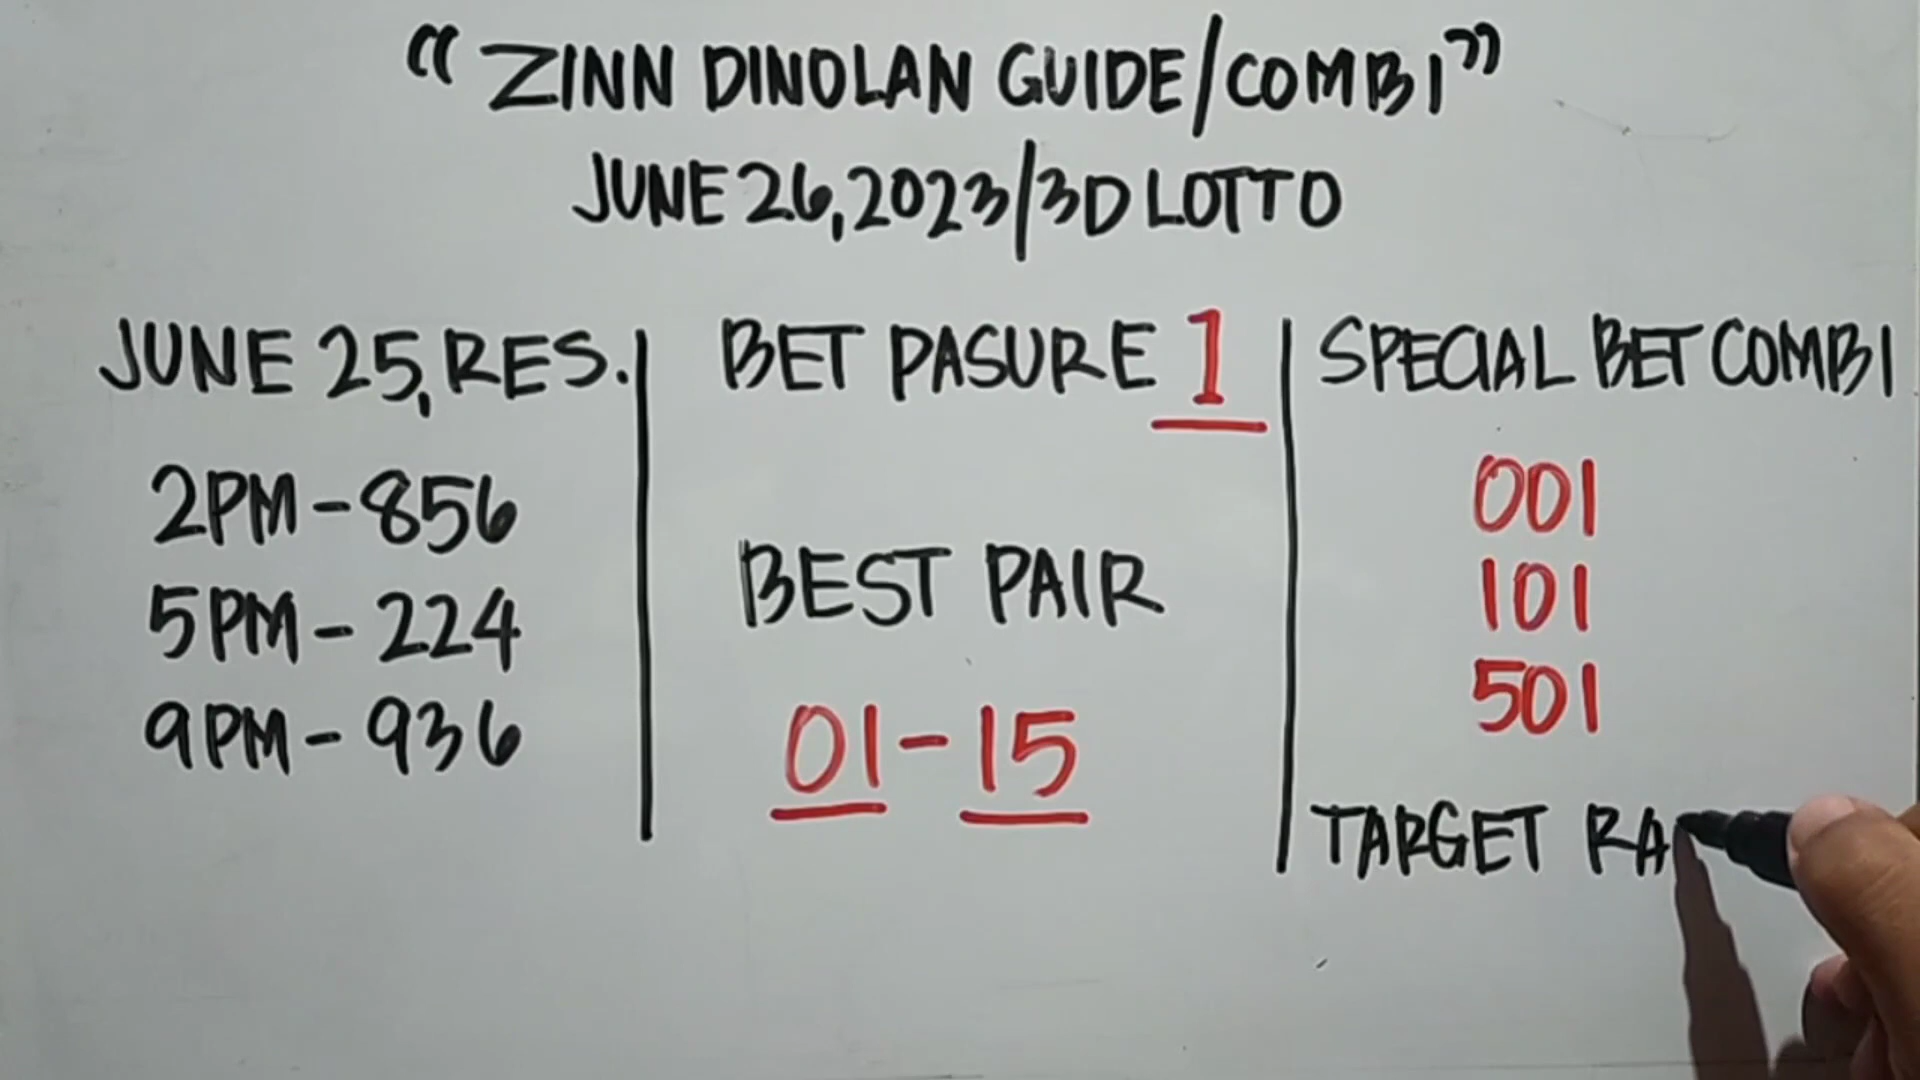 “ZINN DINOLAN GUIDE/COMBI”
JUNE 26,2023/3D LOTTO
JUNE 25,RES.
2PM-856
5PM-224
9PM-936
BET PASURE 1
BEST PAIR
01-15
SPECIAL BET COMBI
001
101
501
TARGET RA